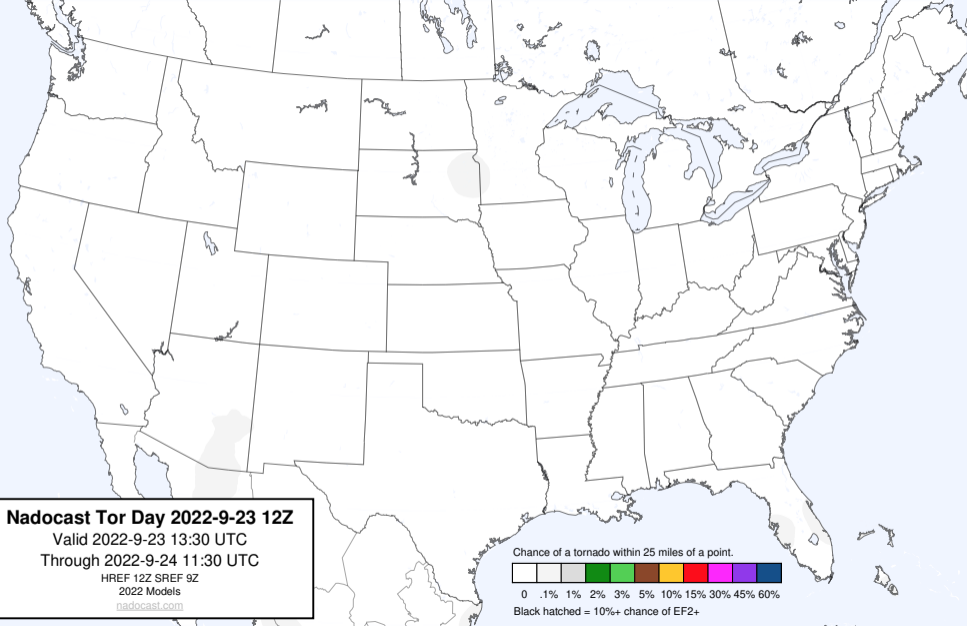 Nadocast Tor Day 2022-9-23 12Z
Valid 2022-9-23 13:30 UTC
Through 2022-9-24 11:30 UTC
HREF 12Z SREF 9Z
2022 Models
nadocast.com
Chance of a tornado within 25 miles of a point.
0 .1% 1% 2% 3% 5% 10% 15% 30% 45% 60%
Black hatched = 10%+ chance of EF2+